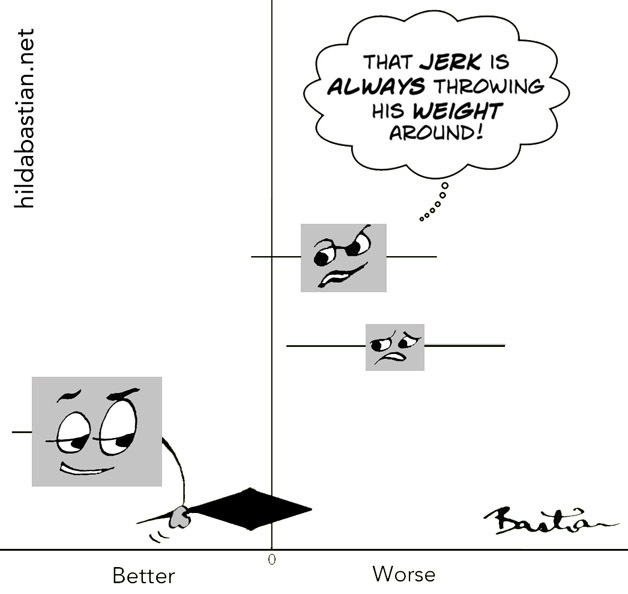 hildabastian.net
THAT JERK IS
ALWAYS THROWING
HIS WEIGHT
AROUND!
Bastian
0
Better
Worse